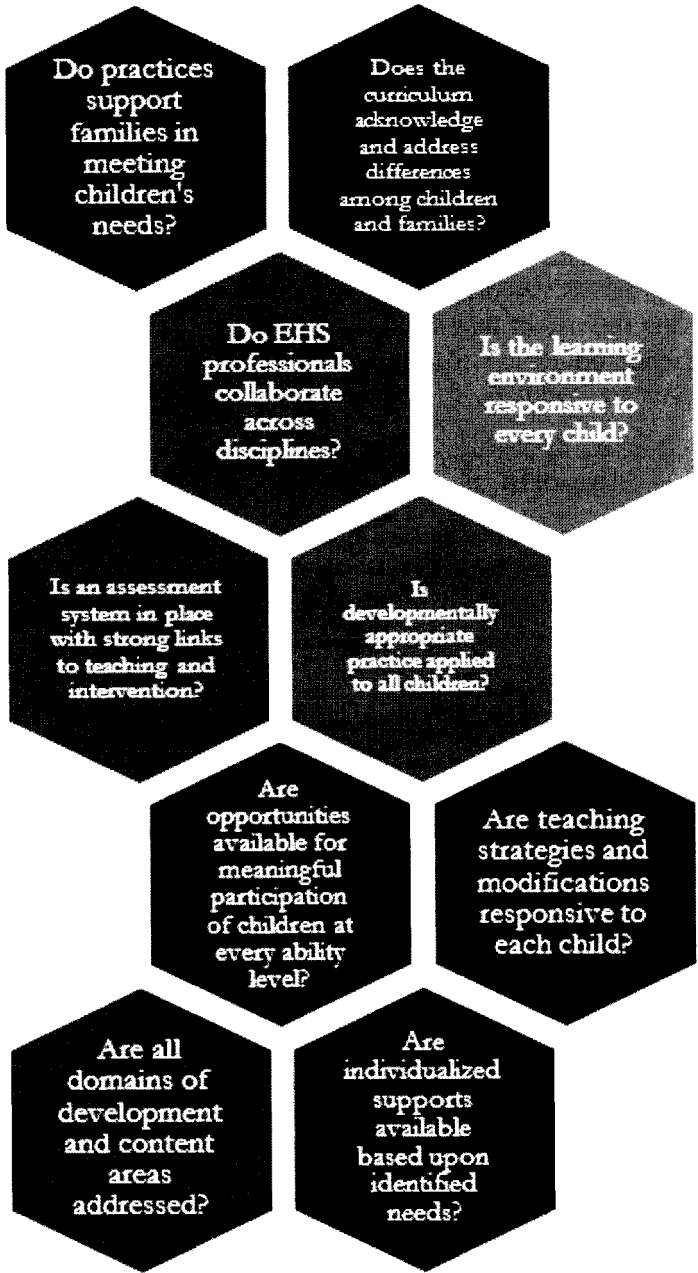 Do practices
support
families in
meeting
children's
needs?
Does the
curriculum
acknowledge
and address
differences
among children
and families?
Do EHS
professionals
collaborate
across
disciplines?
Is the learning
environment
responsive to
every child?
Is an assessment
system in place
with strong links
to teaching and
intervention?
Is
developmentally
appropriate
practice applied
to all children?
Are
opportunities
available for
meaningful
participation
of children at
every ability
level?
Are teaching
strategies and
modifications
responsive to
each child?
Are all
domains of
development
and content
areas
addressed?
Are
individualized
supports
available
based upon
identified
needs?